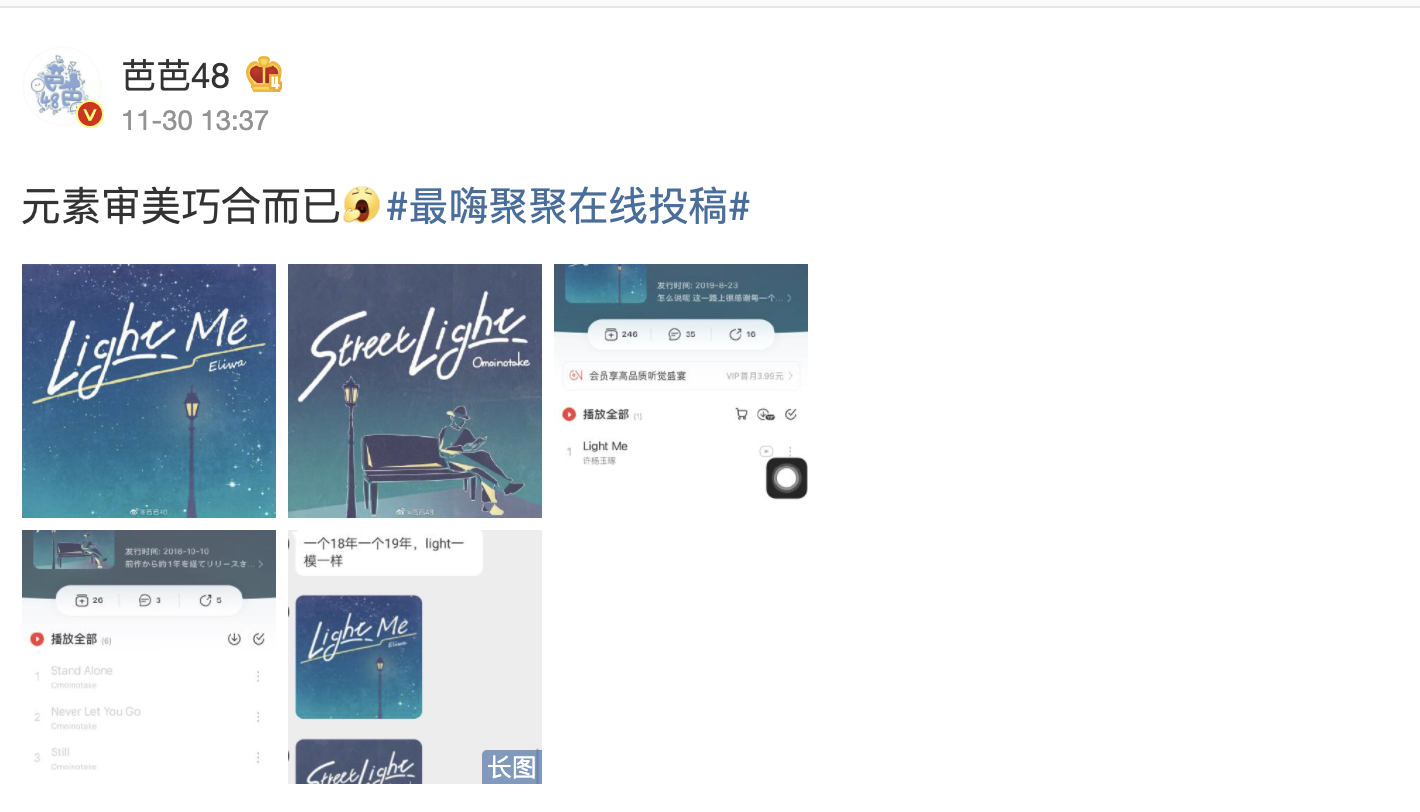 芭芭48
11-30 13:37
元素审美巧合而已 #最嗨聚聚在线投稿#
Light Me
Eliwa
Street Light
Omoinotake
发行时间: 2019-8-23
怎么说呢 这一路上很感谢每一个...
246
35
16
会员享高品质听觉盛宴
VIP首月3.99元
播放全部 (1)
1 Light Me
许杨玉琢
发行时间: 2018-10-10
前作から約1年を経てリリースさ...
26
3
5
播放全部 (6)
1 Stand Alone
Omoinotake
2 Never Let You Go
Omoinotake
3 Still
Omoinotake
一个18年一个19年，light一
模一样
Light Me
Eliwa
Street Light
长图